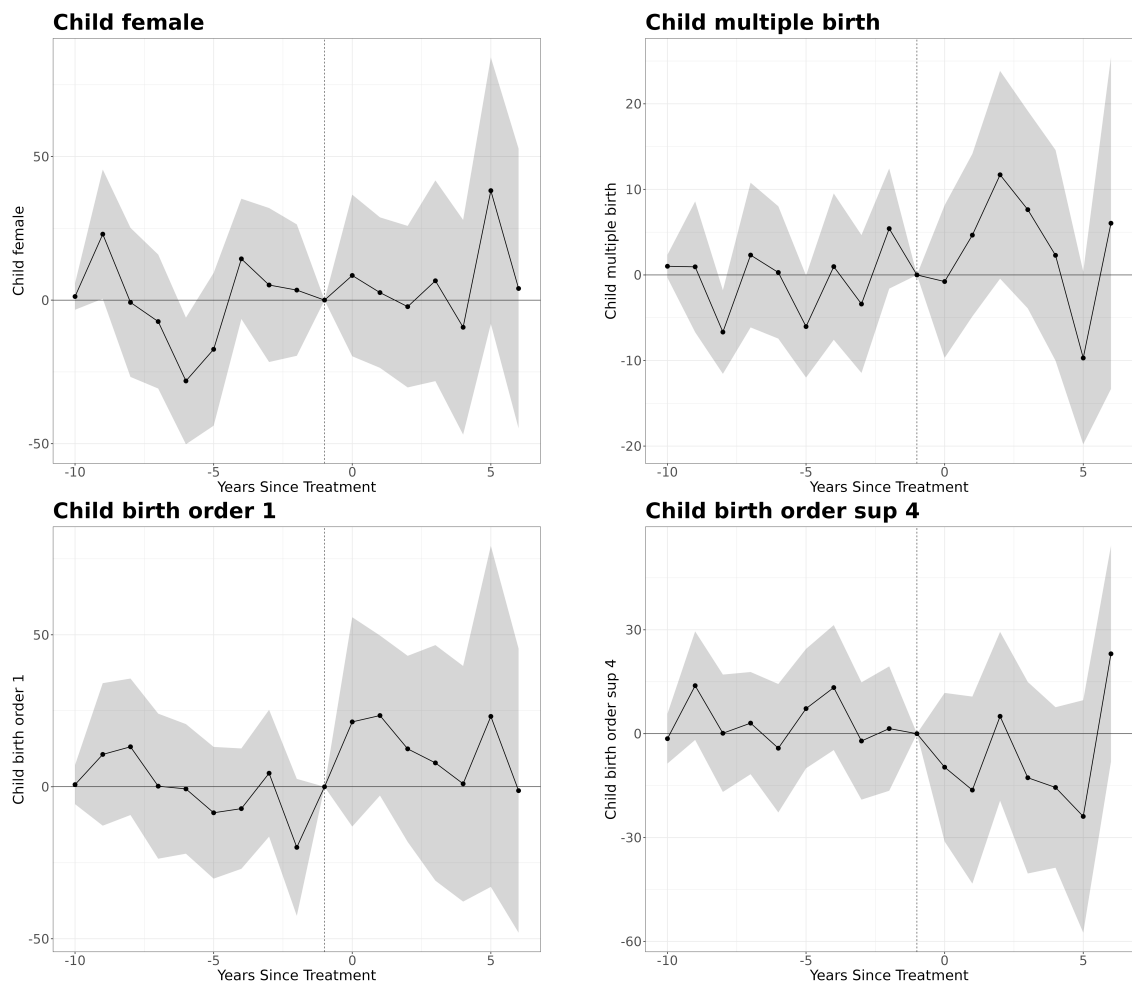 Child female
Child female
50
0
-50
-10 -5 0 5
Years Since Treatment
Child multiple birth
Child multiple birth
20
10
0
-10
-20
-10 -5 0 5
Years Since Treatment
Child birth order 1
Child birth order 1
50
0
-50
-10 -5 0 5
Years Since Treatment
Child birth order sup 4
Child birth order sup 4
30
0
-30
-60
-10 -5 0 5
Years Since Treatment